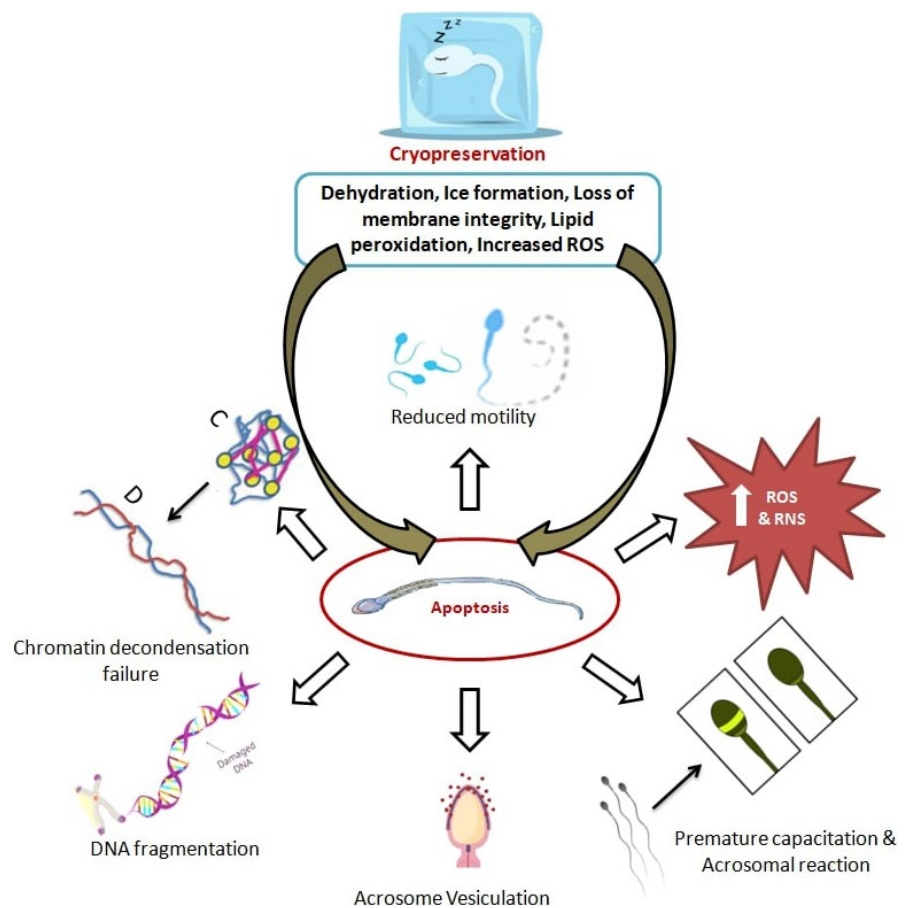 z z z z
Cryopreservation
Dehydration, Ice formation, Loss of
membrane integrity, Lipid
peroxidation, Increased ROS
Reduced motility
C
D
ROS
& RNS
Apoptosis
Chromatin decondensation
failure
Damaged
DNA
DNA fragmentation
Acrosome Vesiculation
Premature capacitation &
Acrosomal reaction